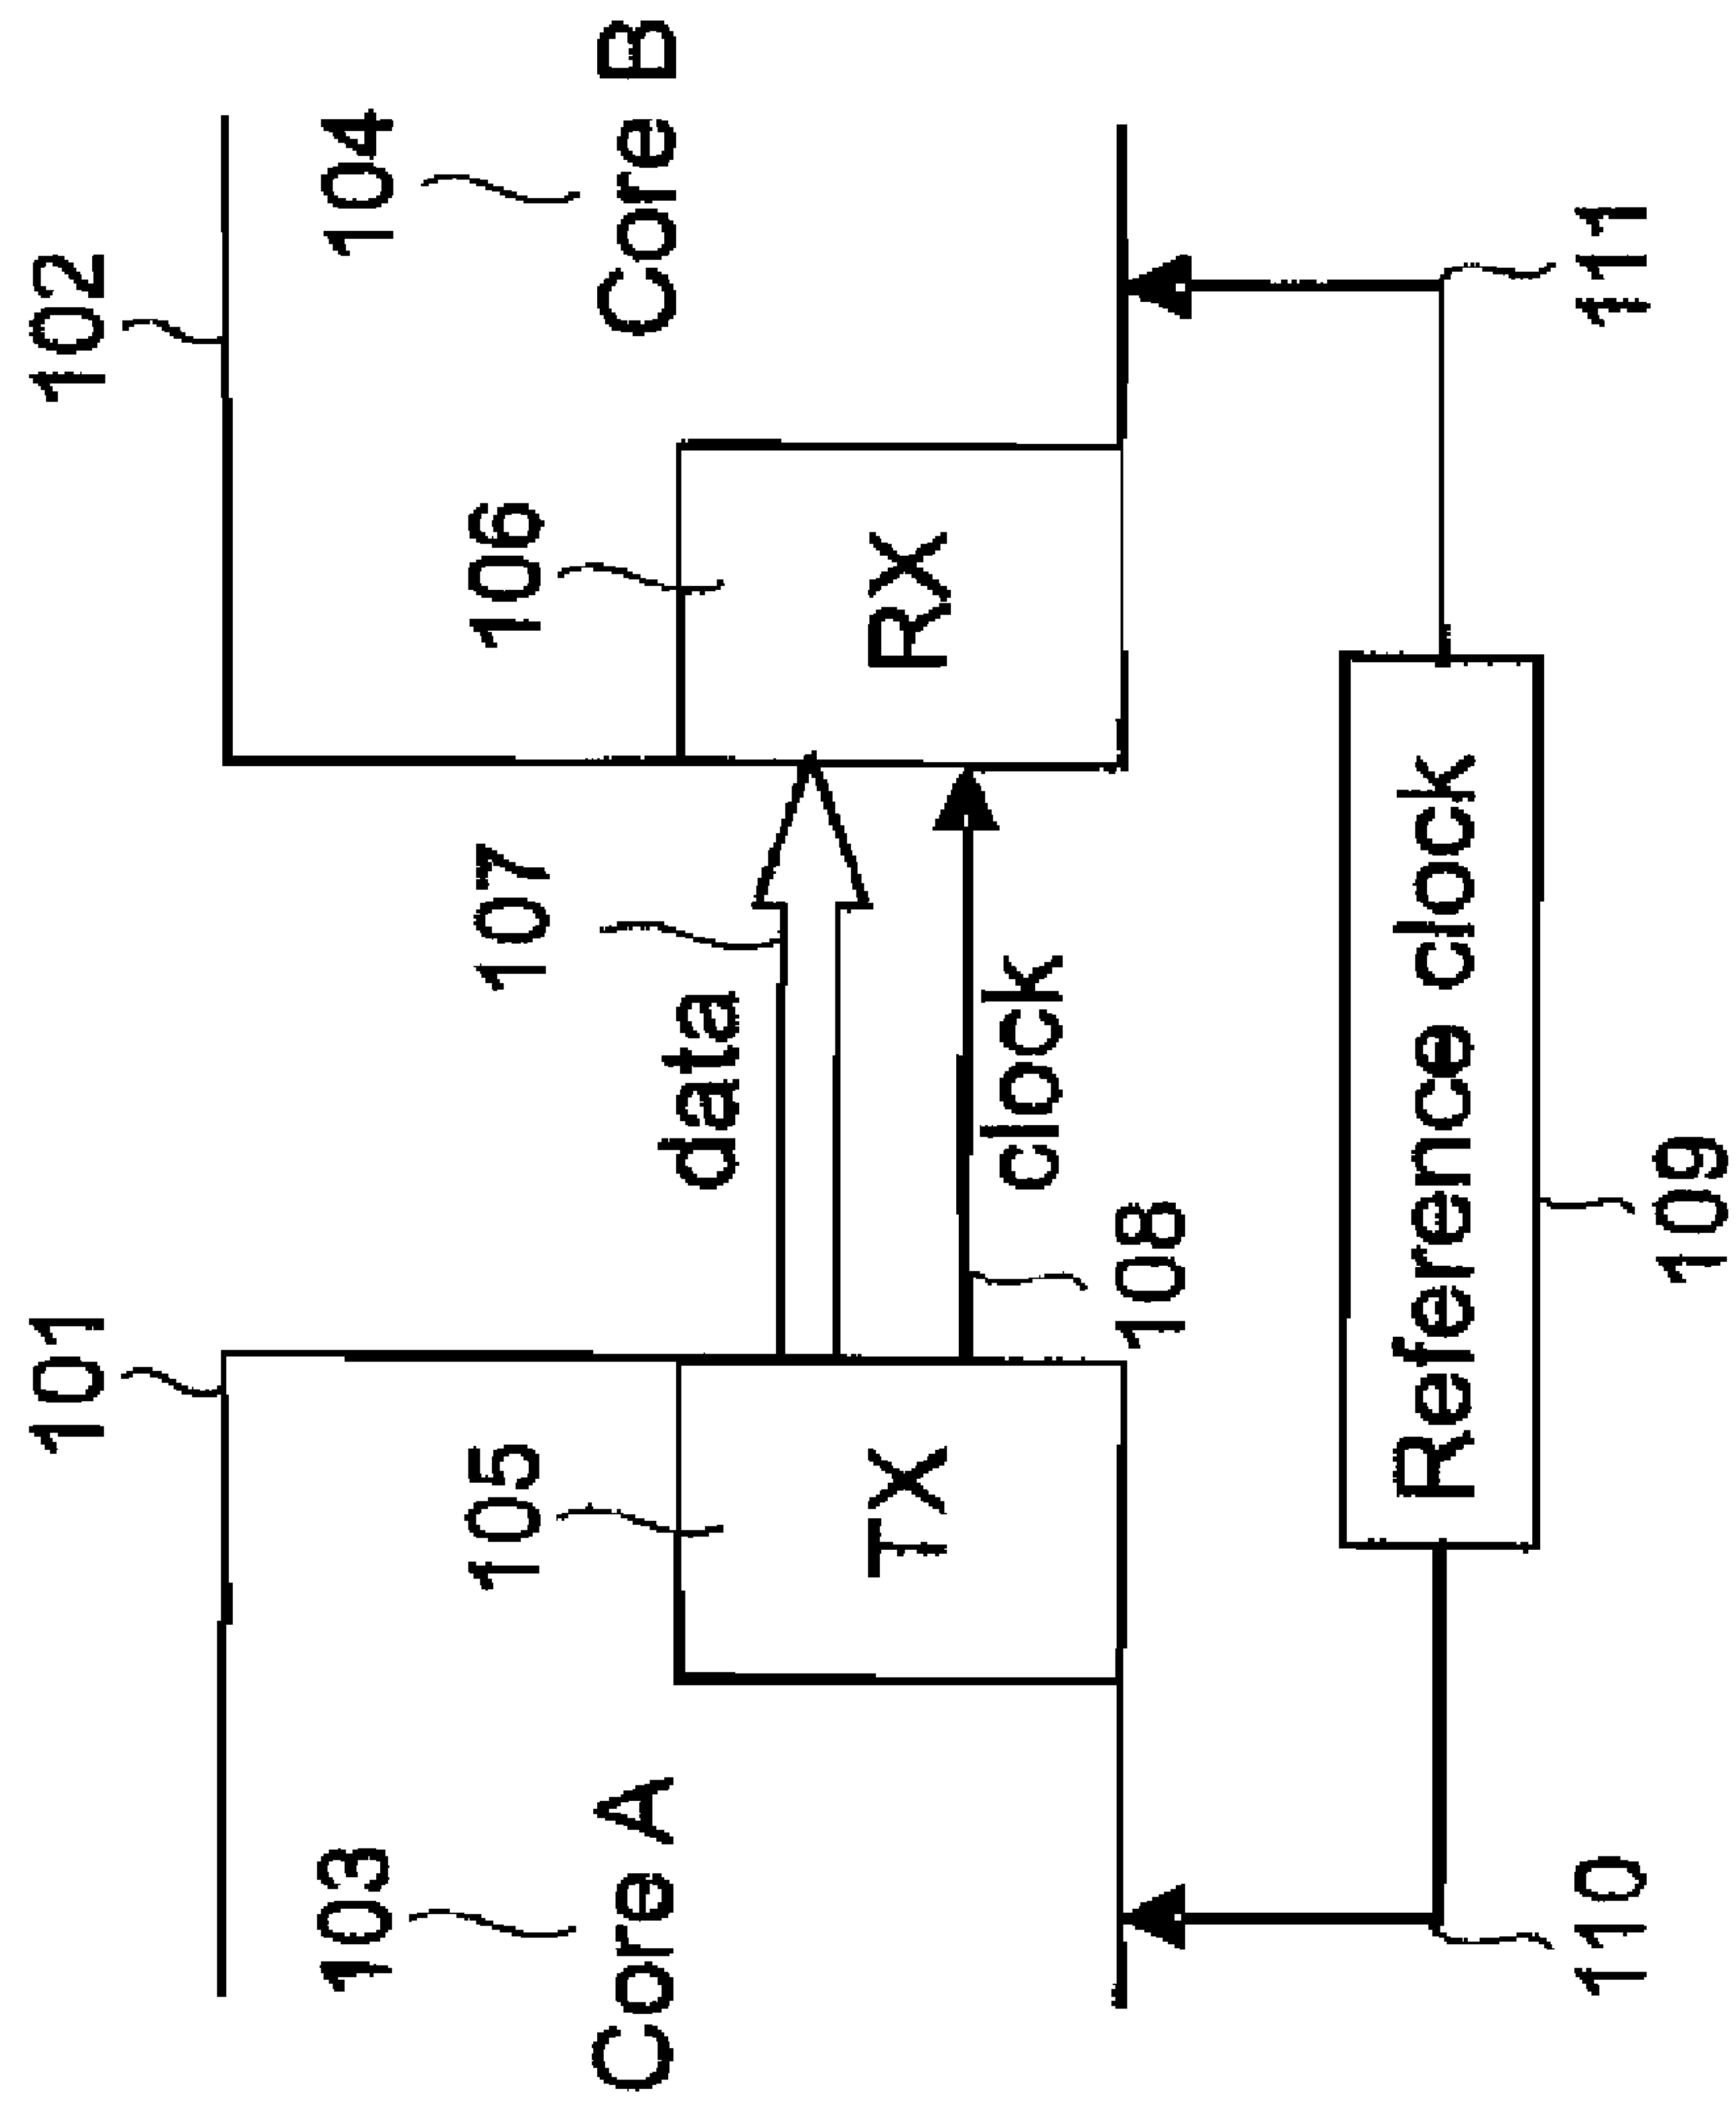 101
102
103
104
Core A
Core B
105
106
107
TX
data
RX
clock
108
Reference clock
110
109
111